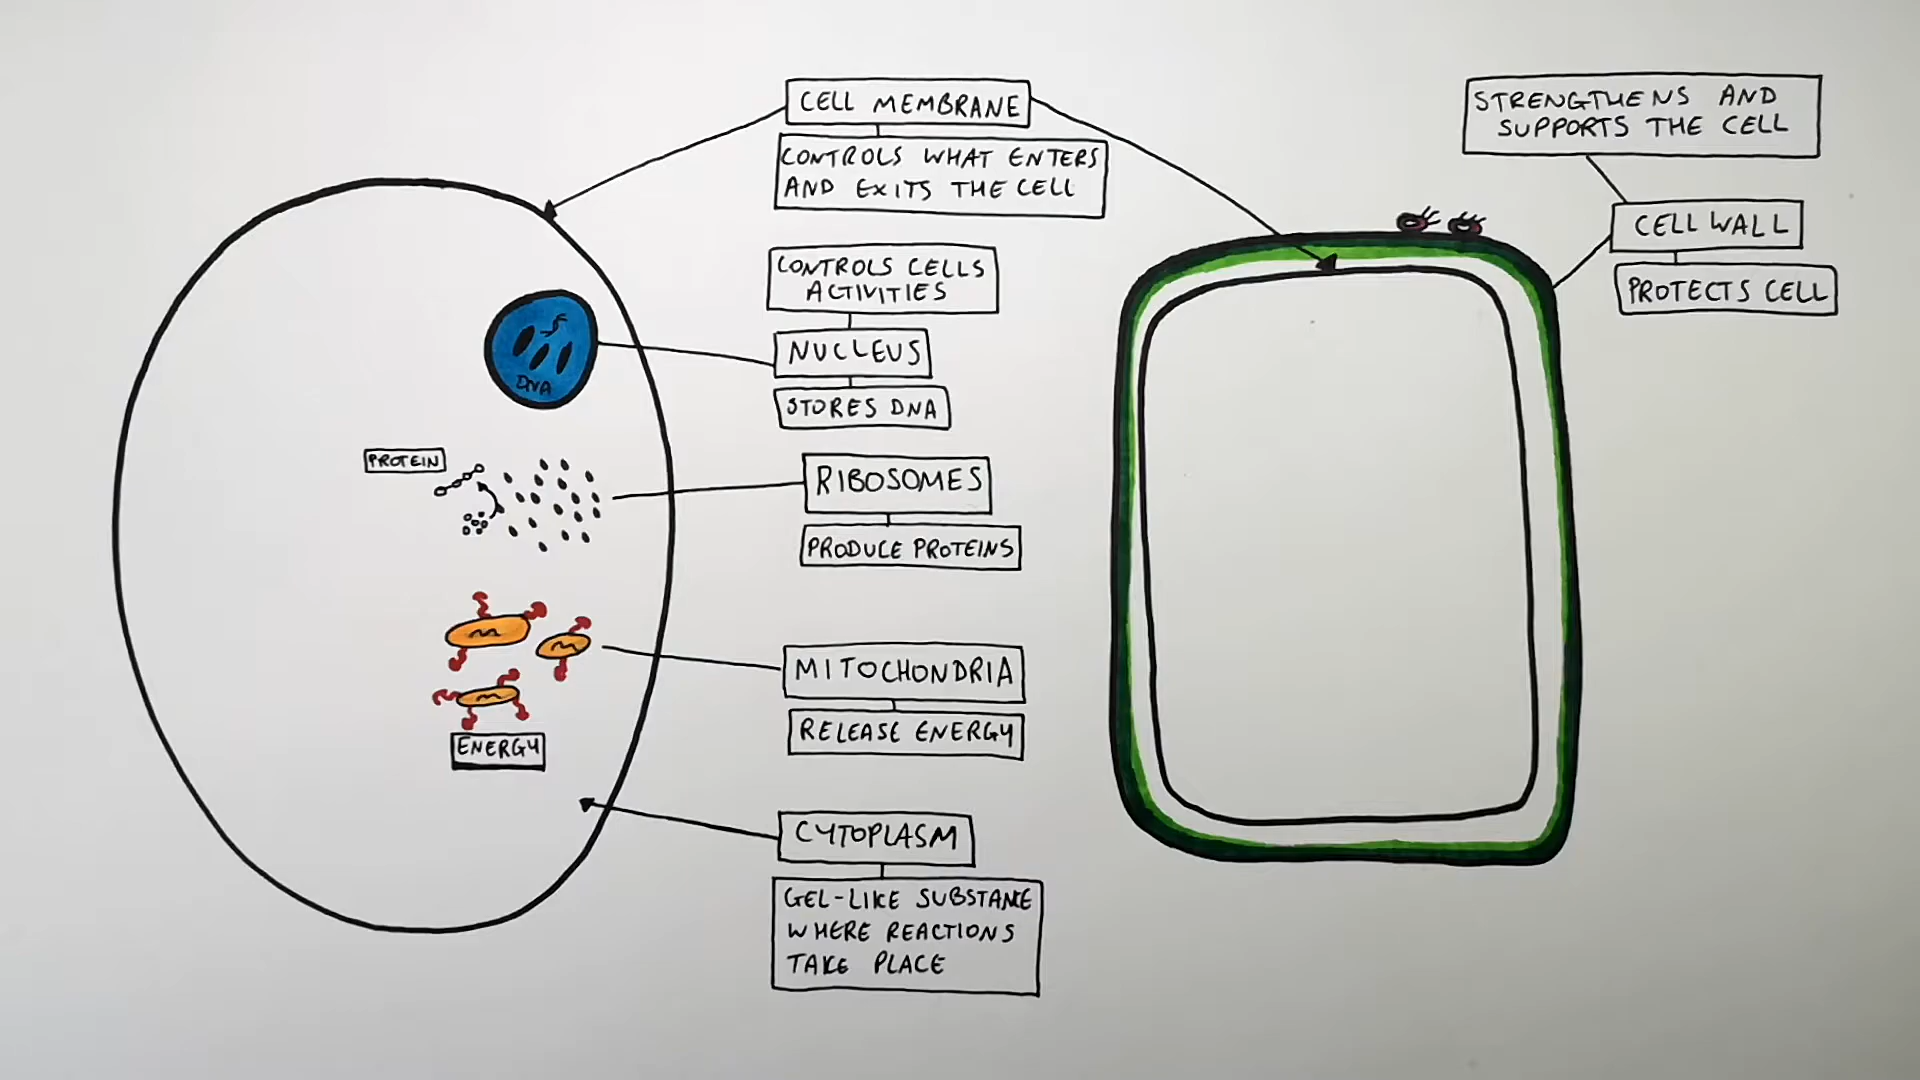 CELL MEMBRANE
CONTROLS WHAT ENTERS
AND EXITS THE CELL
CONTROLS CELLS
ACTIVITIES
NUCLEUS
STORES DNA
DNA
PROTEIN
RIBOSOMES
PRODUCE PROTEINS
MITOCHONDRIA
RELEASE ENERGY
M
M
M
ENERGY
CYTOPLASM
GEL-LIKE SUBSTANCE
WHERE REACTIONS
TAKE PLACE
STRENGTHENS AND
SUPPORTS THE CELL
CELL WALL
PROTECTS CELL